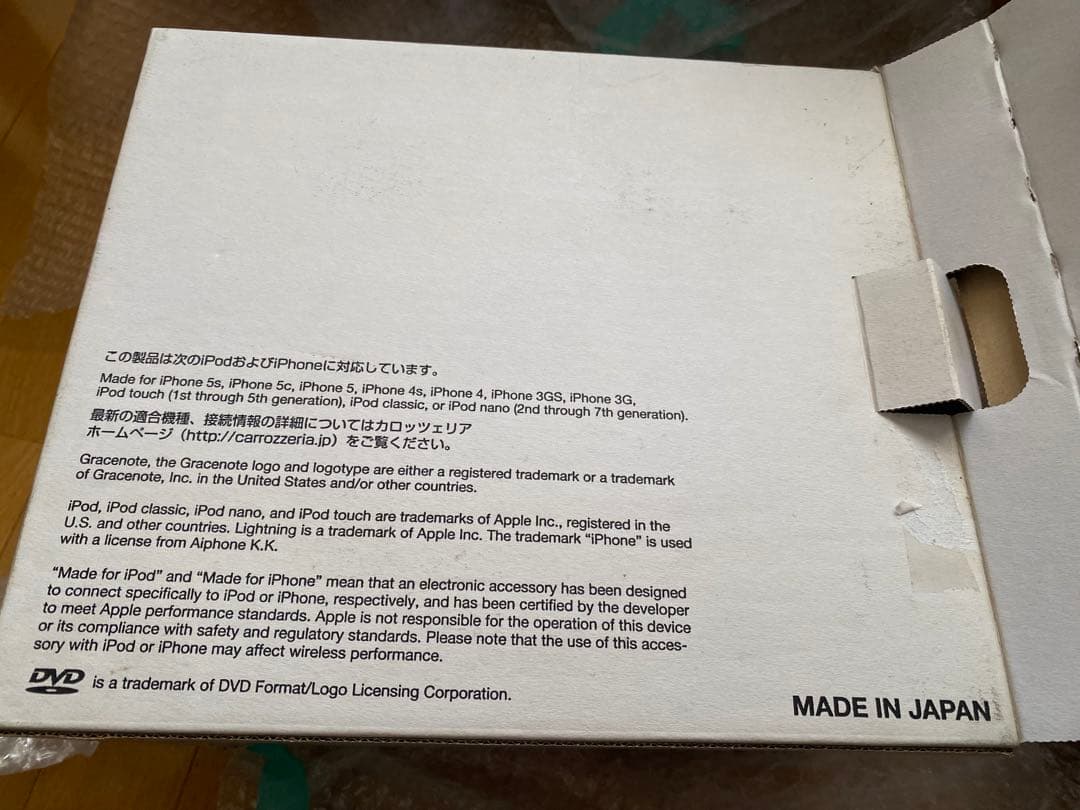 この製品は次のiPodおよびiPhoneに対応しています。
Made for iPhone 5s, iPhone 5c, iPhone 5, iPhone 4s, iPhone 4, iPhone 3GS, iPhone 3G,
iPod touch (1st through 5th generation), iPod classic, or iPod nano (2nd through 7th generation).
最新の適合機種、接続情報の詳細についてはカロッツェリア
ホームページ（http://carrozzeria.jp）をご覧ください。
Gracenote, the Gracenote logo and logotype are either a registered trademark or a trademark
of Gracenote, Inc. in the United States and/or other countries.
iPod, iPod classic, iPod nano, and iPod touch are trademarks of Apple Inc., registered in the
U.S. and other countries. Lightning is a trademark of Apple Inc. The trademark “iPhone” is used
with a license from Aiphone K.K.
“Made for iPod” and “Made for iPhone” mean that an electronic accessory has been designed
to connect specifically to iPod or iPhone, respectively, and has been certified by the developer
to meet Apple performance standards. Apple is not responsible for the operation of this device
or its compliance with safety and regulatory standards. Please note that the use of this acces-
sory with iPod or iPhone may affect wireless performance.
DVD is a trademark of DVD Format/Logo Licensing Corporation.
MADE IN JAPAN